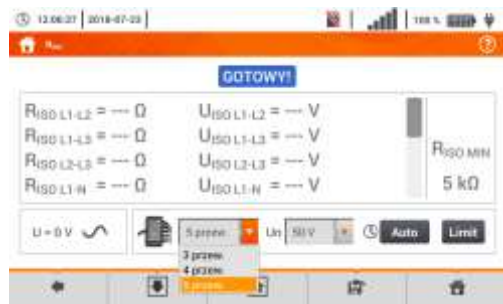 12:06:27 2018-07-23 100 %
RISO
GOTOWY!
RISO L1-L2 = --- Ω UISO L1-L2 = --- V
RISO L1-L3 = --- Ω UISO L1-L3 = --- V
RISO L2-L3 = --- Ω UISO L2-L3 = --- V
RISO L1-N = --- Ω UISO L1-N = --- V
RISO MIN
5 kΩ
U = 0 V 5 przew. Un 50 V Auto Limit
3 przew.
4 przew.
5 przew.